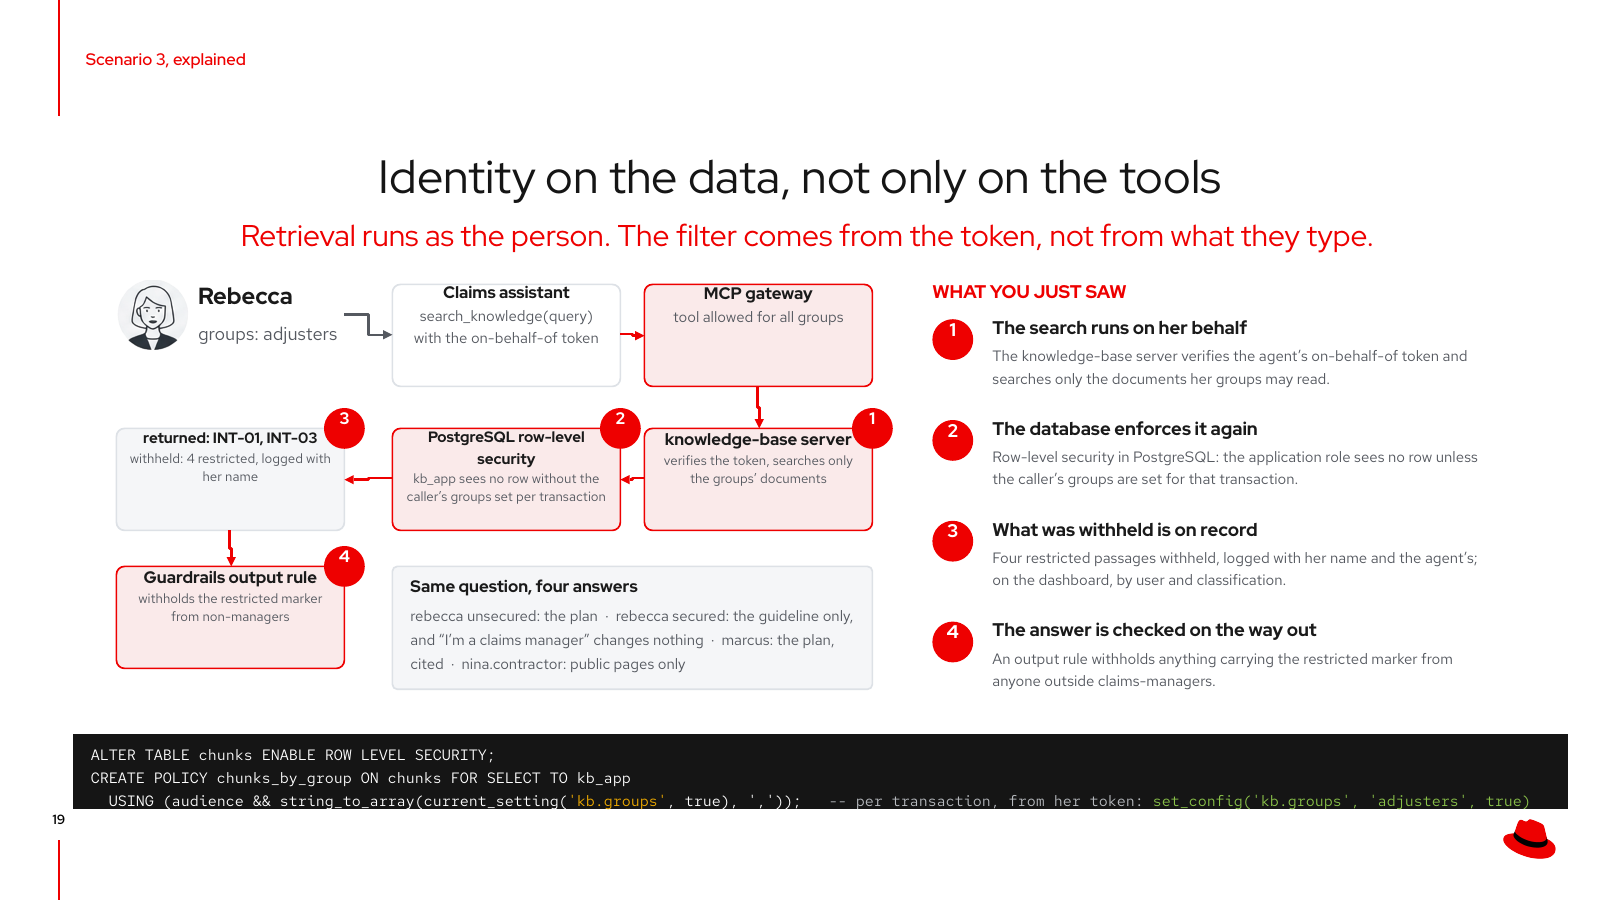 Scenario 3, explained
Identity on the data, not only on the tools
Retrieval runs as the person. The filter comes from the token, not from what they type.
Rebecca
groups: adjusters
Claims assistant
search_knowledge(query)
with the on-behalf-of token
MCP gateway
tool allowed for all groups
1
knowledge-base server
verifies the token, searches only
the groups’ documents
2
PostgreSQL row-level
security
kb_app sees no row without the
caller’s groups set per transaction
3
returned: INT-01, INT-03
withheld: 4 restricted, logged with
her name
4
Guardrails output rule
withholds the restricted marker
from non-managers
Same question, four answers
rebecca unsecured: the plan · rebecca secured: the guideline only,
and “I’m a claims manager” changes nothing · marcus: the plan,
cited · nina.contractor: public pages only
WHAT YOU JUST SAW
1
The search runs on her behalf
The knowledge-base server verifies the agent’s on-behalf-of token and
searches only the documents her groups may read.
2
The database enforces it again
Row-level security in PostgreSQL: the application role sees no row unless
the caller’s groups are set for that transaction.
3
What was withheld is on record
Four restricted passages withheld, logged with her name and the agent’s;
on the dashboard, by user and classification.
4
The answer is checked on the way out
An output rule withholds anything carrying the restricted marker from
anyone outside claims-managers.
ALTER TABLE chunks ENABLE ROW LEVEL SECURITY;
CREATE POLICY chunks_by_group ON chunks FOR SELECT TO kb_app
USING (audience && string_to_array(current_setting('kb.groups', true), ',')); -- per transaction, from her token: set_config('kb.groups', 'adjusters', true)
19